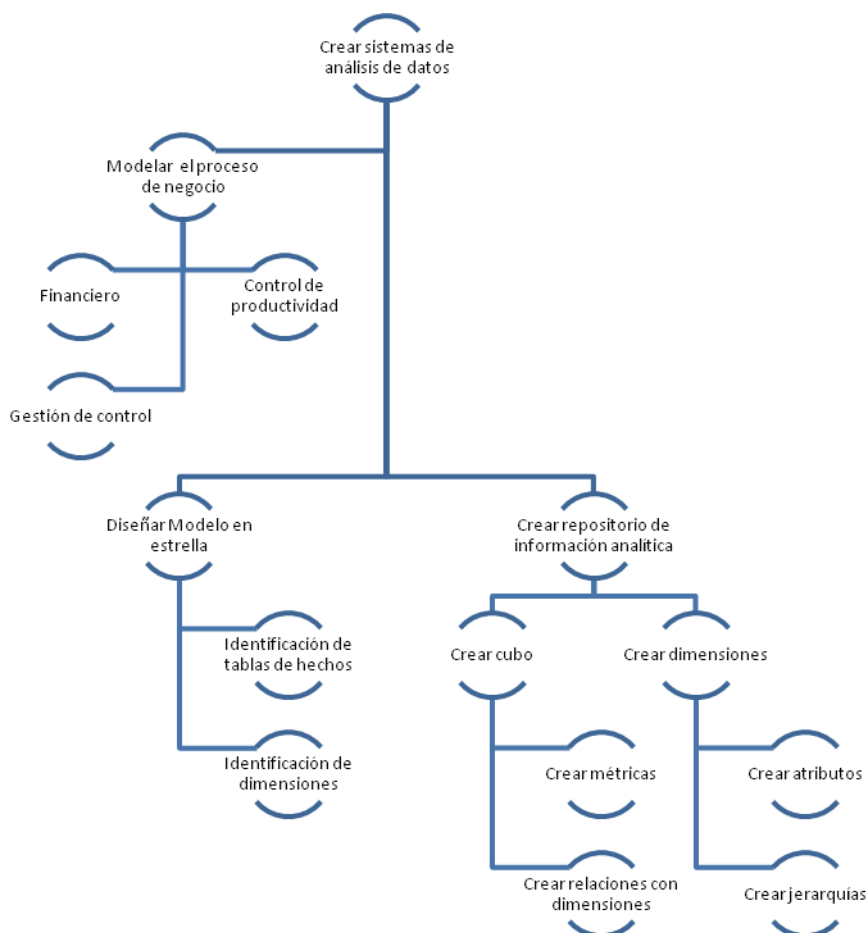 Crear sistemas de
análisis de datos
Modelar el proceso
de negocio
Financiero
Control de
productividad
Gestión de control
Diseñar Modelo en
estrella
Crear repositorio de
información analítica
Identificación de
tablas de hechos
Identificación de
dimensiones
Crear cubo
Crear dimensiones
Crear métricas
Crear relaciones con
dimensiones
Crear atributos
Crear jerarquías